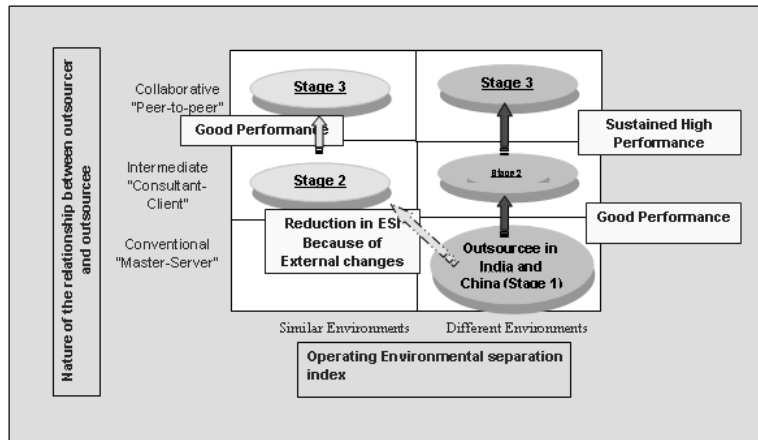 Nature of the relationship between outsourcer
and outsourcee
Collaborative
"Peer-to-peer"
Stage 3
Stage 3
Good Performance
Sustained High
Performance
Intermediate
"Consultant-
Client"
Stage 2
Stage 2
Good Performance
Conventional
"Master-Server"
Reduction in ESI
Because of
External changes
Outsourcee in
India and
China (Stage 1)
Similar Environments
Different Environments
Operating Environmental separation
index